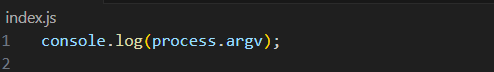 index.js
1 console.log(process.argv);
2